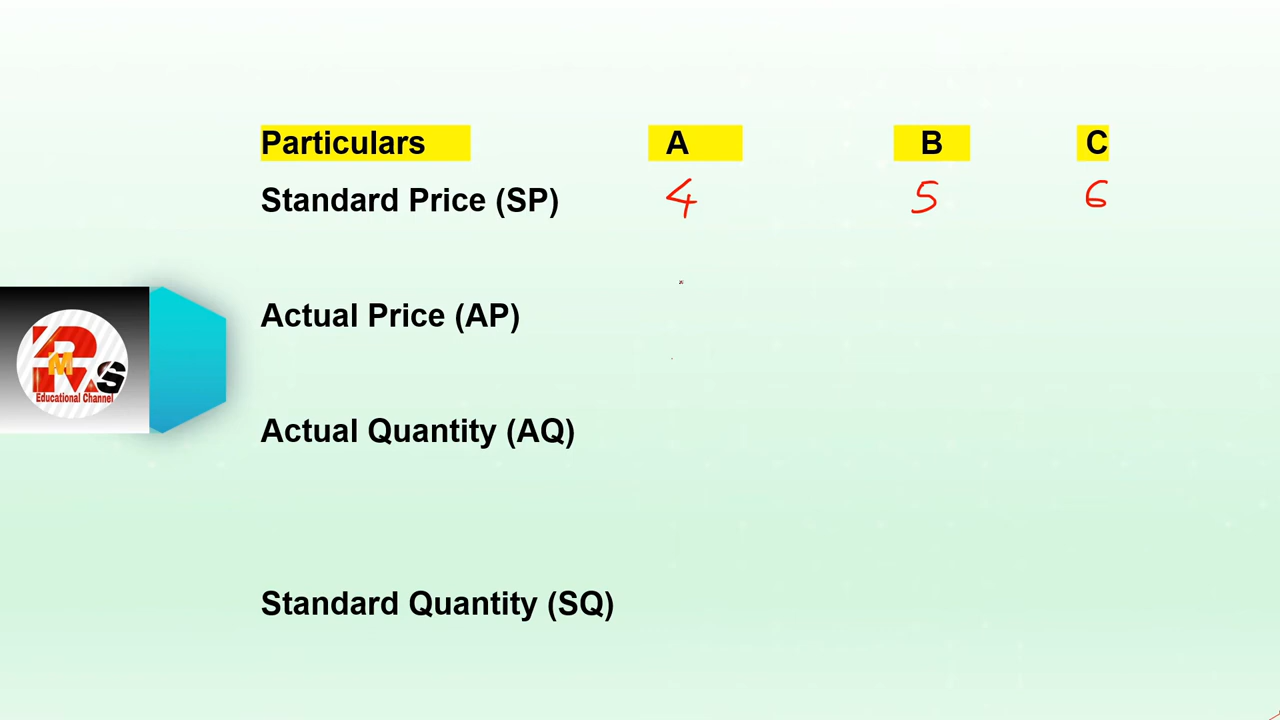 Particulars A B C
Standard Price (SP) 4 5 6
Actual Price (AP)
M S
Educational Channel
Actual Quantity (AQ)
Standard Quantity (SQ)